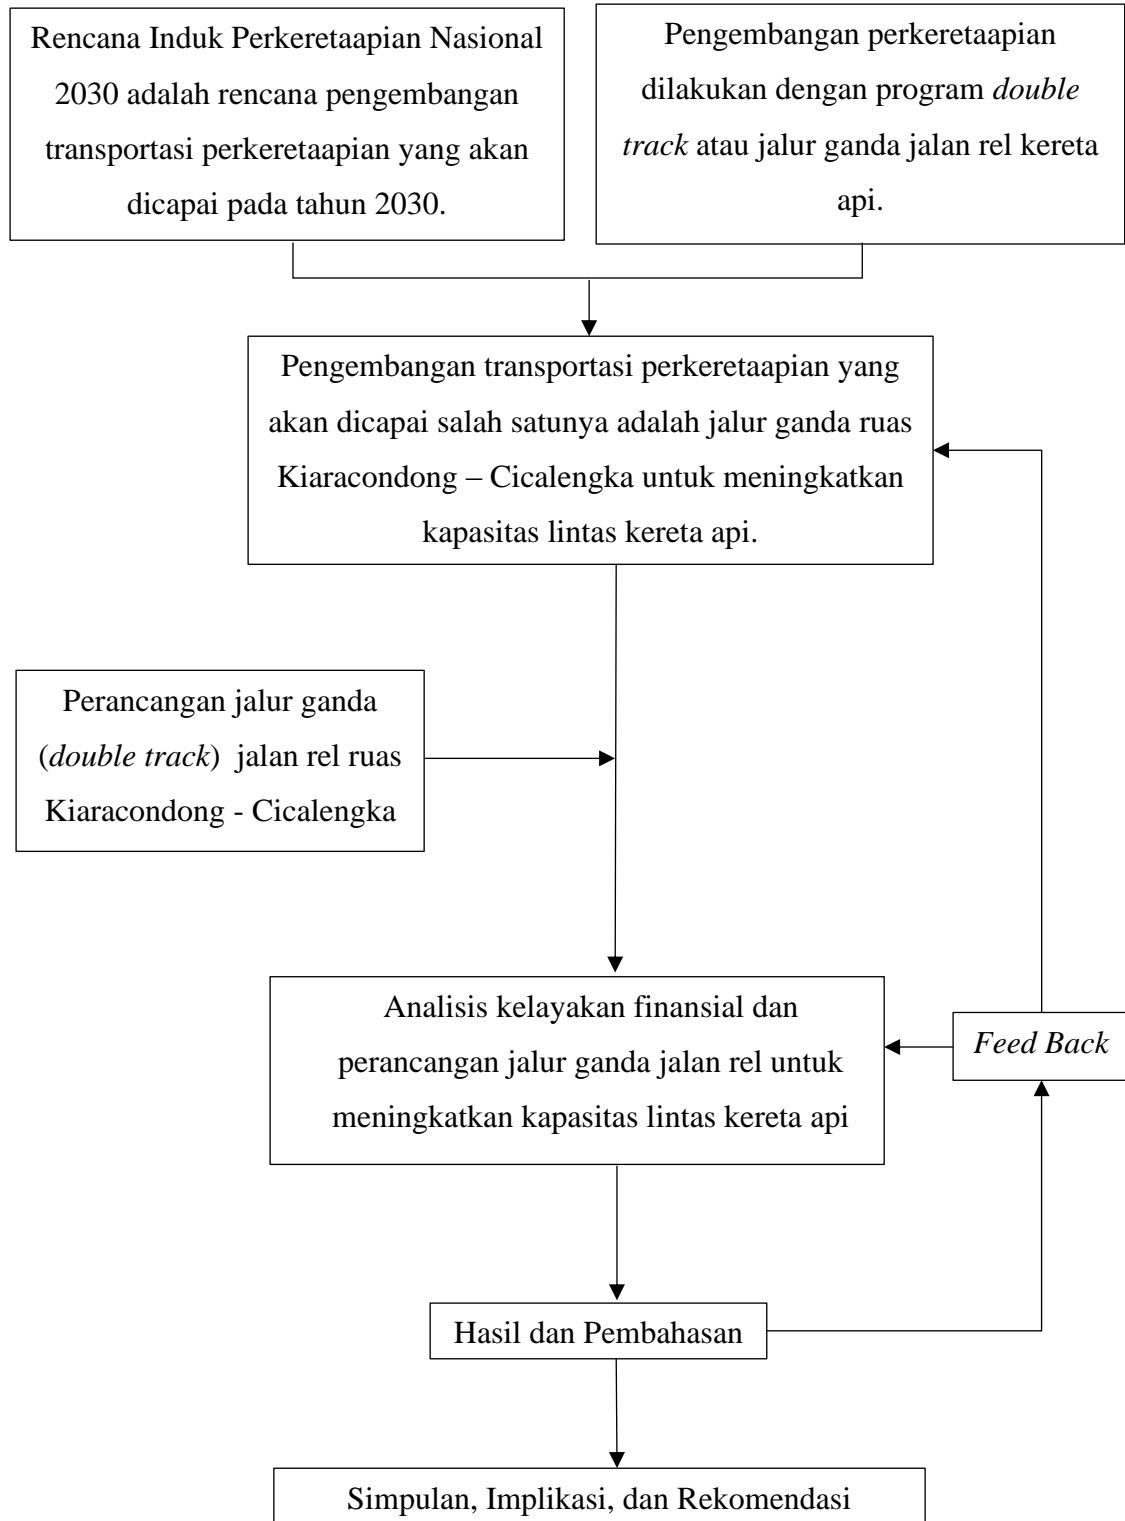 Rencana Induk Perkeretaapian Nasional
2030 adalah rencana pengembangan
transportasi perkeretaapian yang akan
dicapai pada tahun 2030.
Pengembangan perkeretaapian
dilakukan dengan program double
track atau jalur ganda jalan rel kereta
api.
Pengembangan transportasi perkeretaapian yang
akan dicapai salah satunya adalah jalur ganda ruas
Kiaracondong – Cicalengka untuk meningkatkan
kapasitas lintas kereta api.
Perancangan jalur ganda
(double track) jalan rel ruas
Kiaracondong - Cicalengka
Analisis kelayakan finansial dan
perancangan jalur ganda jalan rel untuk
meningkatkan kapasitas lintas kereta api
Feed Back
Hasil dan Pembahasan
Simpulan, Implikasi, dan Rekomendasi